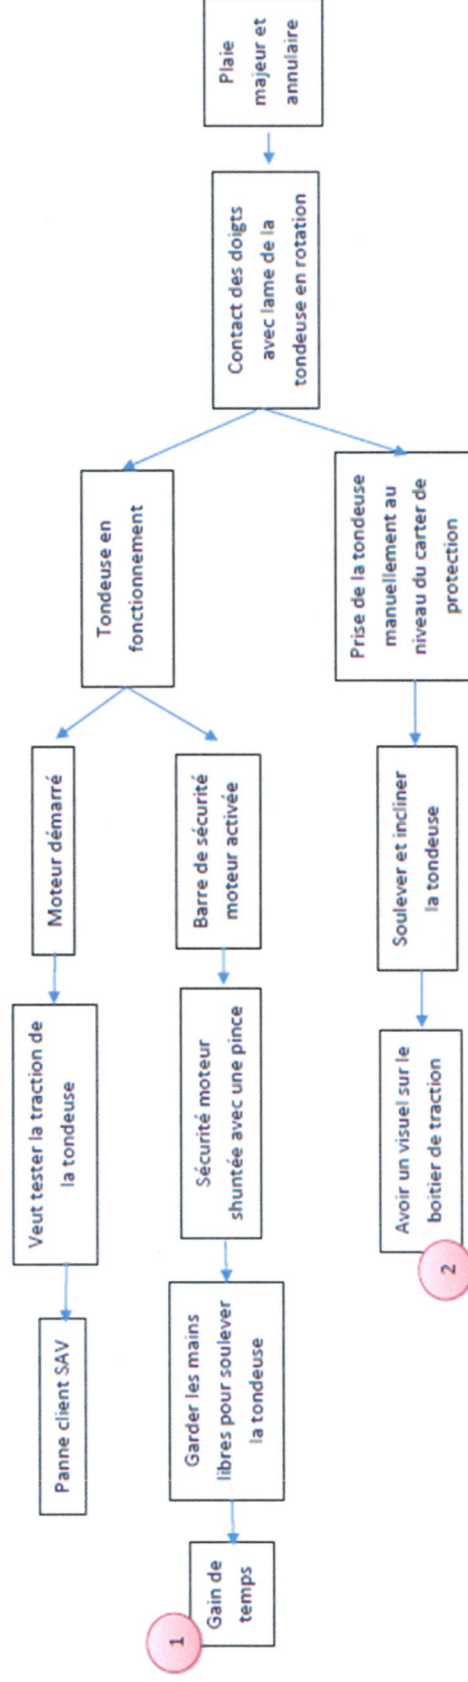 Panne client SAV
Veut tester la traction de
la tondeuse
Moteur démarré
Tondeuse en
fonctionnement
1
Gain de
temps
Garder les mains
libres pour soulever
la tondeuse
Sécurité moteur
shuntée avec une pince
Barre de sécurité
moteur activée
Contact des doigts
avec lame de la
tondeuse en rotation
Plaie
majeur et
annulaire
2
Avoir un visuel sur le
boitier de traction
Soulever et incliner
la tondeuse
Prise de la tondeuse
manuellement au
niveau du carter de
protection